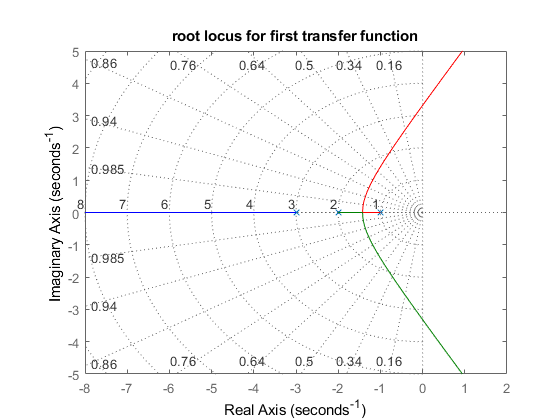 root locus for first transfer function
5
4
3
2
1
0
-1
-2
-3
-4
-5
Imaginary Axis (seconds-1)
0.86 0.76 0.64 0.5 0.34 0.16
0.94
0.985
8 7 6 5 4 3 2 1
0.985
0.94
0.86 0.76 0.64 0.5 0.34 0.16
-8 -7 -6 -5 -4 -3 -2 -1 0 1 2
Real Axis (seconds-1)